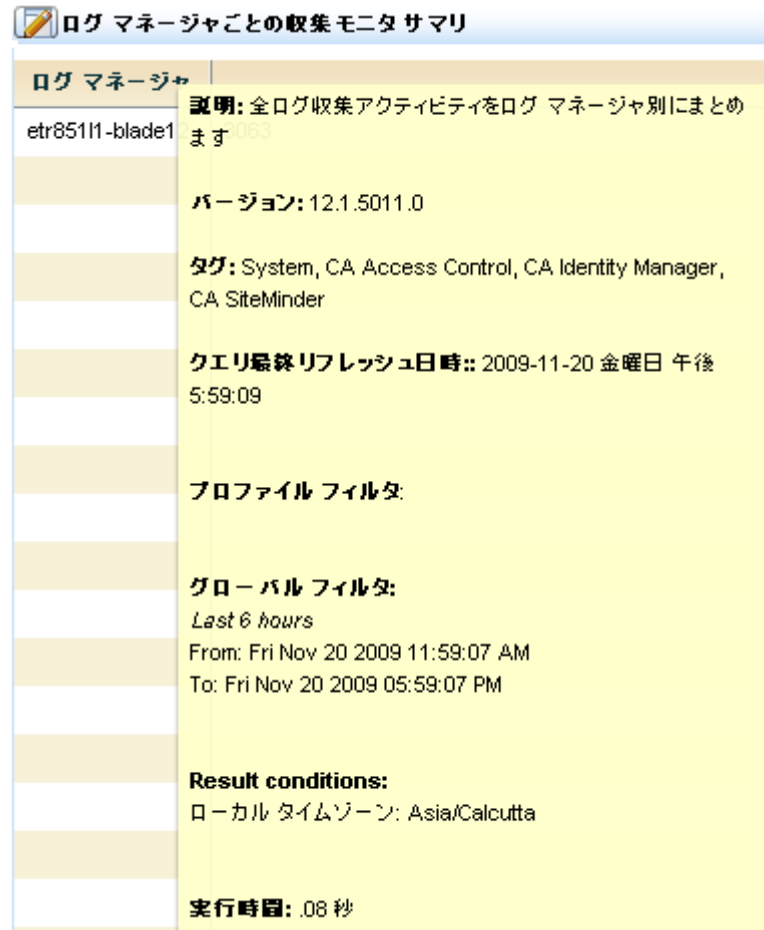 ログ マネージャごとの収集モニタ サマリ
ログ マネージャ
etr851l1-blade1
説明: 全ログ収集アクティビティをログ マネージャ別にまとめ
ます
バージョン: 12.1.5011.0
タグ: System, CA Access Control, CA Identity Manager,
CA SiteMinder
クエリ最終リフレッシュ日時:: 2009-11-20 金曜日 午後
5:59:09
プロファイル フィルタ:
グローバル フィルタ:
Last 6 hours
From: Fri Nov 20 2009 11:59:07 AM
To: Fri Nov 20 2009 05:59:07 PM
Result conditions:
ローカル タイムゾーン: Asia/Calcutta
実行時間: .08 秒